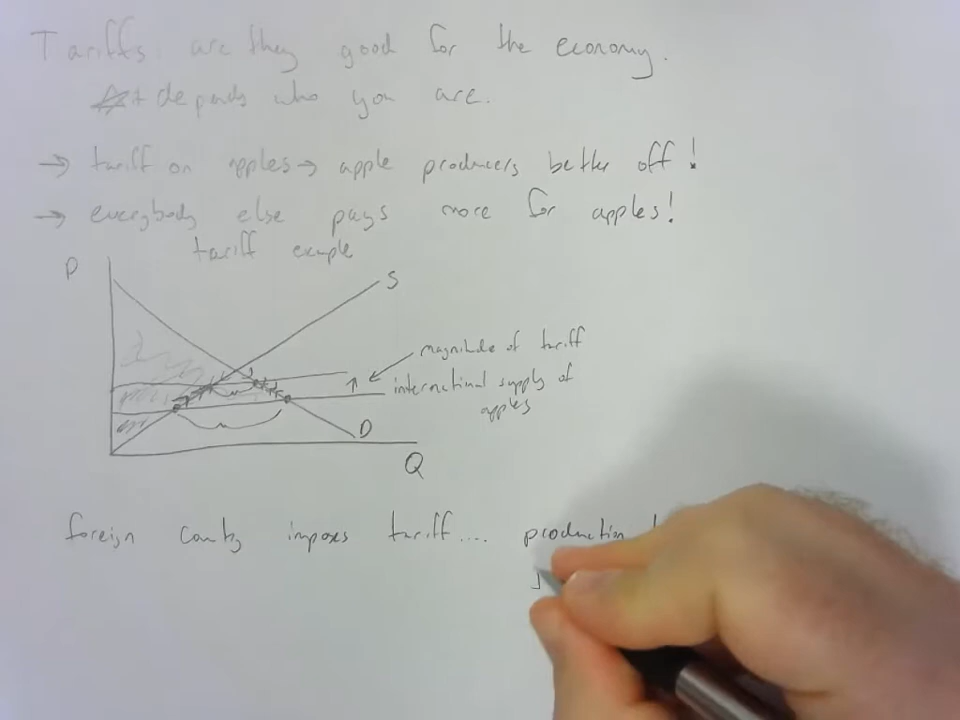 Tariffs are they good for the economy.
depends who you are.
→ tariff on apples → apple producers better off!
→ everybody else pays more for apples!
tariff example
P
S
magnitude of tariff
international supply of
apples
D
Q
foreign country imposes tariff.... production